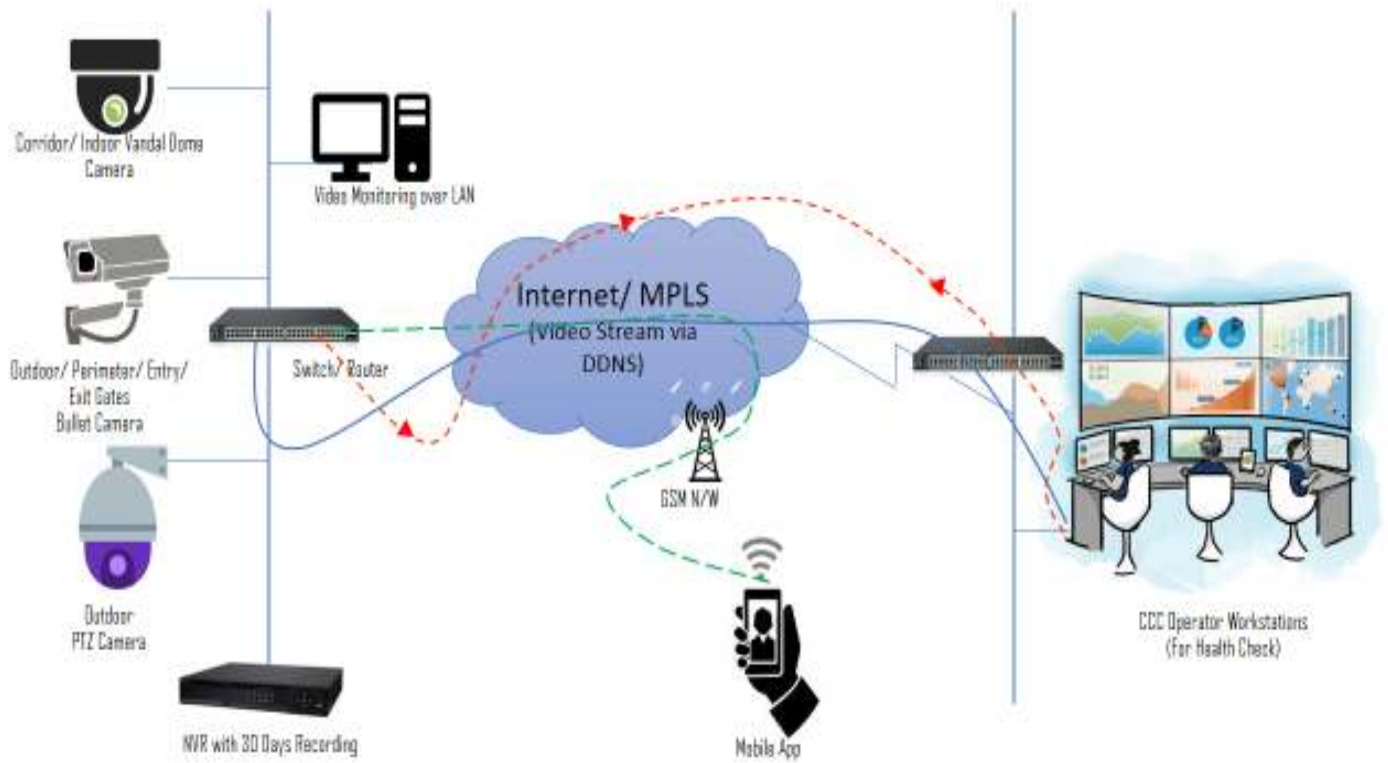 Corridor/ Indoor Vandal Dome
Camera
Video Monitoring over LAN
Internet/ MPLS
(Video Stream via
DDNS)
Switch/ Router
Outdoor/ Perimeter/ Entry/
Exit Gates
Bullet Camera
GSM N/W
Outdoor
PTZ Camera
CCC Operator Workstations
(For Health Check)
NVR with 30 Days Recording
Mobile App